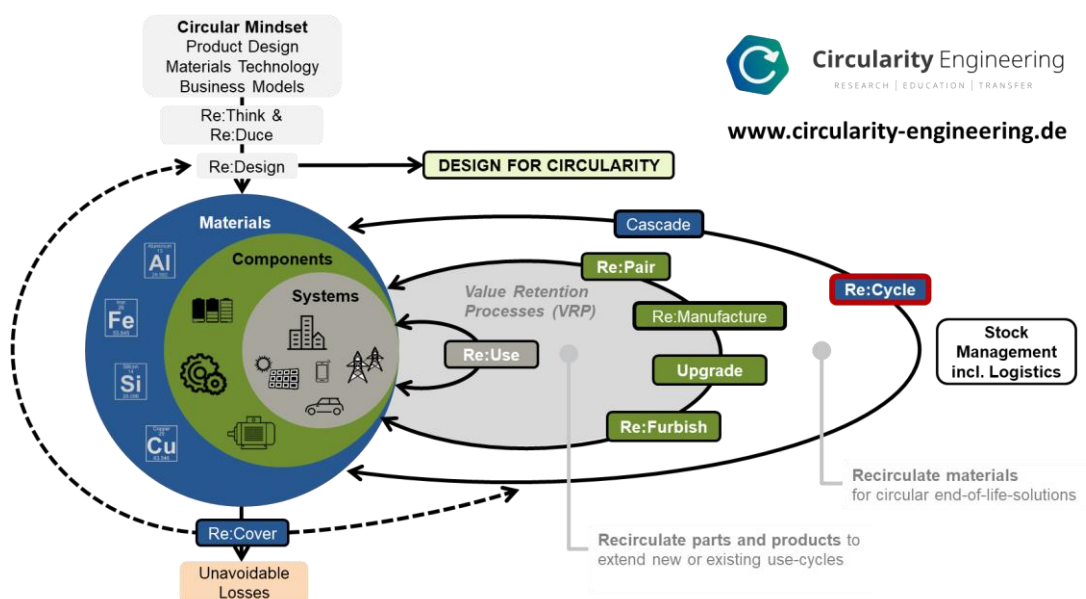 Circular Mindset
Product Design
Materials Technology
Business Models
Re:Think &
Re:Duce
Re:Design
DESIGN FOR CIRCULARITY
Circularity Engineering
RESEARCH | EDUCATION | TRANSFER
www.circularity-engineering.de
Materials
Components
Systems
Al
Fe
Si
Cu
Value Retention
Processes (VRP)
Re:Use
Cascade
Re:Pair
Re:Manufacture
Upgrade
Re:Furbish
Re:Cycle
Stock
Management
incl. Logistics
Recirculate materials
for circular end-of-life-solutions
Recirculate parts and products to
extend new or existing use-cycles
Re:Cover
Unavoidable
Losses